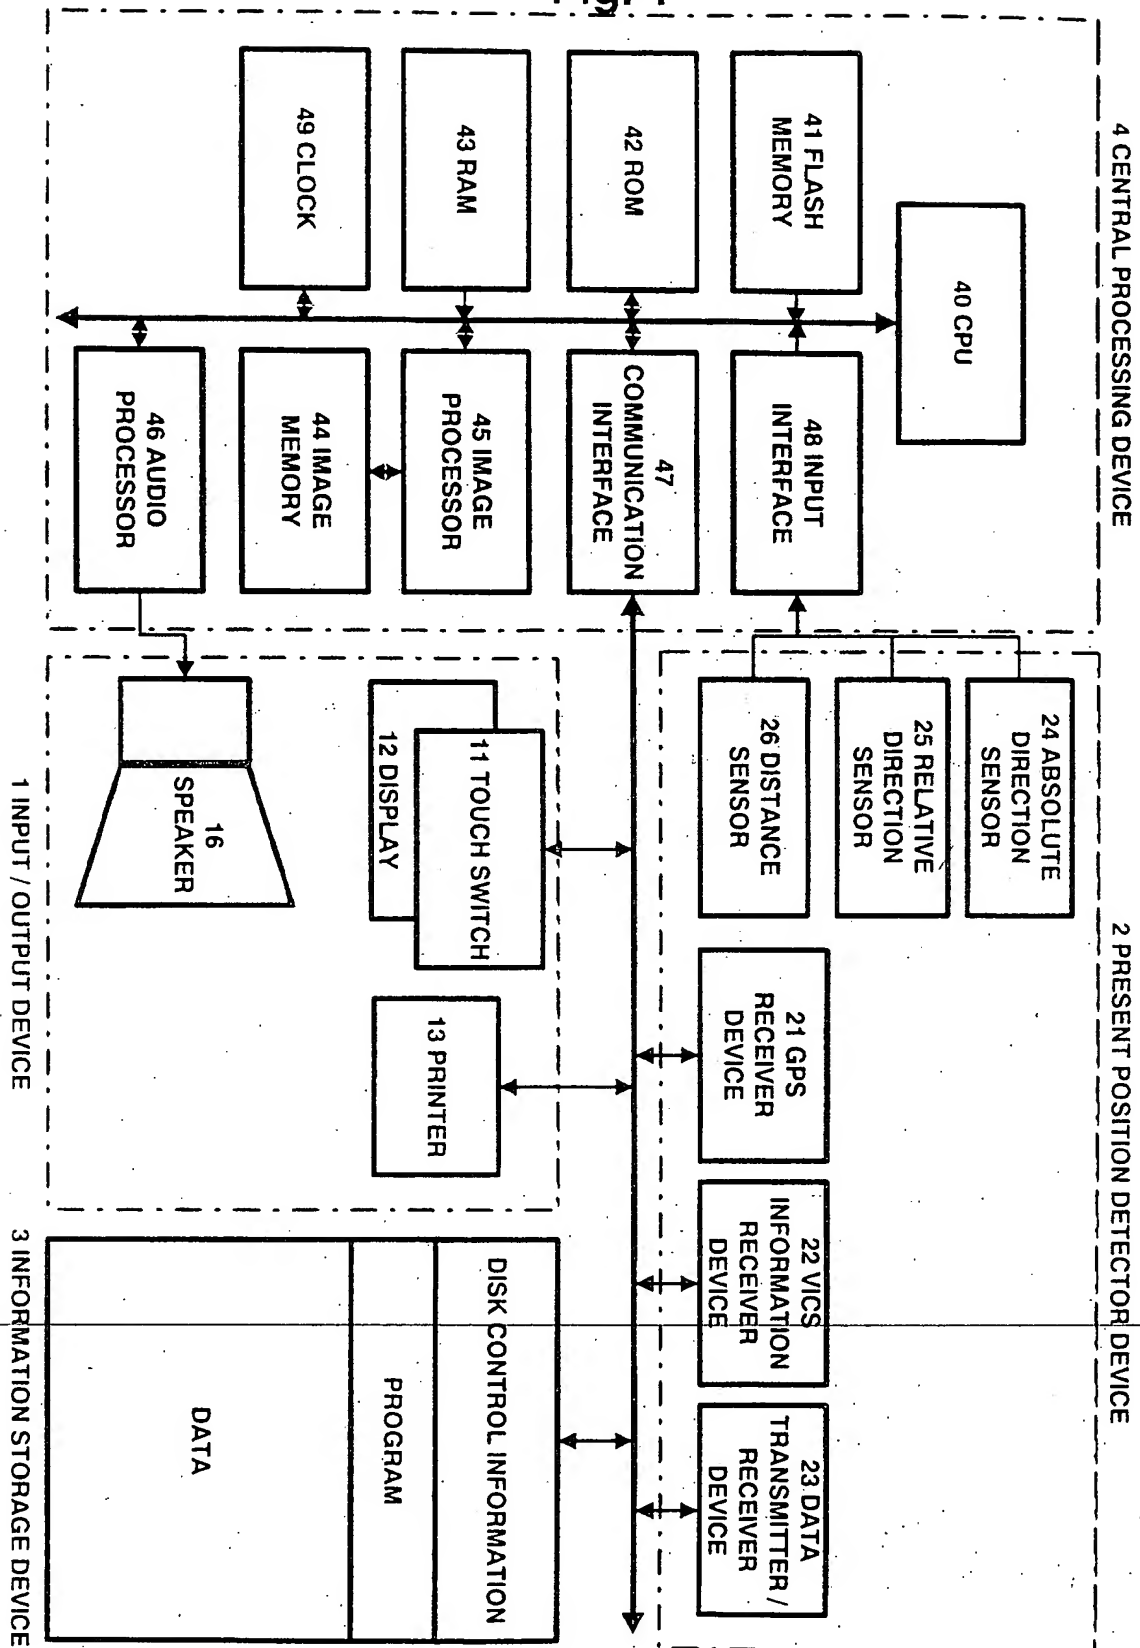 4 CENTRAL PROCESSING DEVICE
40 CPU
41 FLASH
MEMORY
48 INPUT
INTERFACE
42 ROM
47
COMMUNICATION
INTERFACE
43 RAM
45 IMAGE
PROCESSOR
49 CLOCK
44 IMAGE
MEMORY
46 AUDIO
PROCESSOR
2 PRESENT POSITION DETECTOR DEVICE
24 ABSOLUTE
DIRECTION
SENSOR
25 RELATIVE
DIRECTION
SENSOR
26 DISTANCE
SENSOR
21 GPS
RECEIVER
DEVICE
22 VICS
INFORMATION
RECEIVER
DEVICE
23 DATA
TRANSMITTER /
RECEIVER
DEVICE
11 TOUCH SWITCH
12 DISPLAY
13 PRINTER
16
SPEAKER
1 INPUT / OUTPUT DEVICE
DISK CONTROL INFORMATION
PROGRAM
DATA
3 INFORMATION STORAGE DEVICE